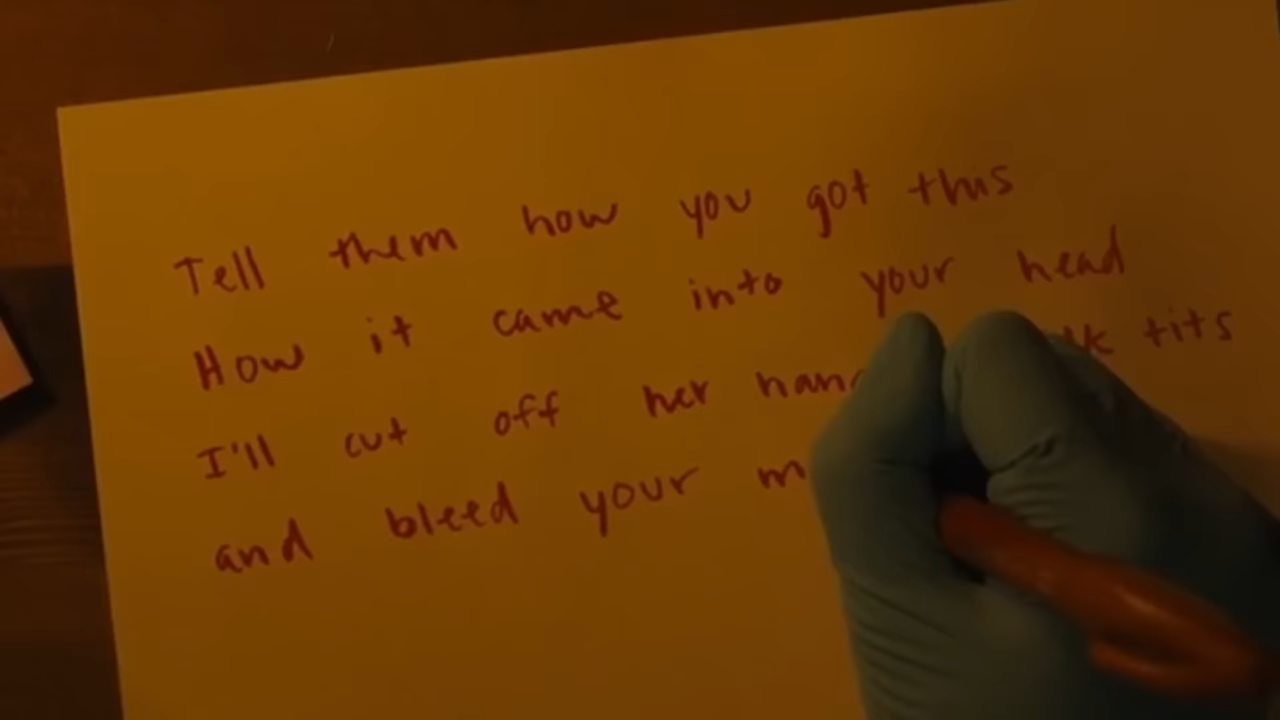 Tell them how you got this
How it came into your head
I'll cut off her tits
and bleed your